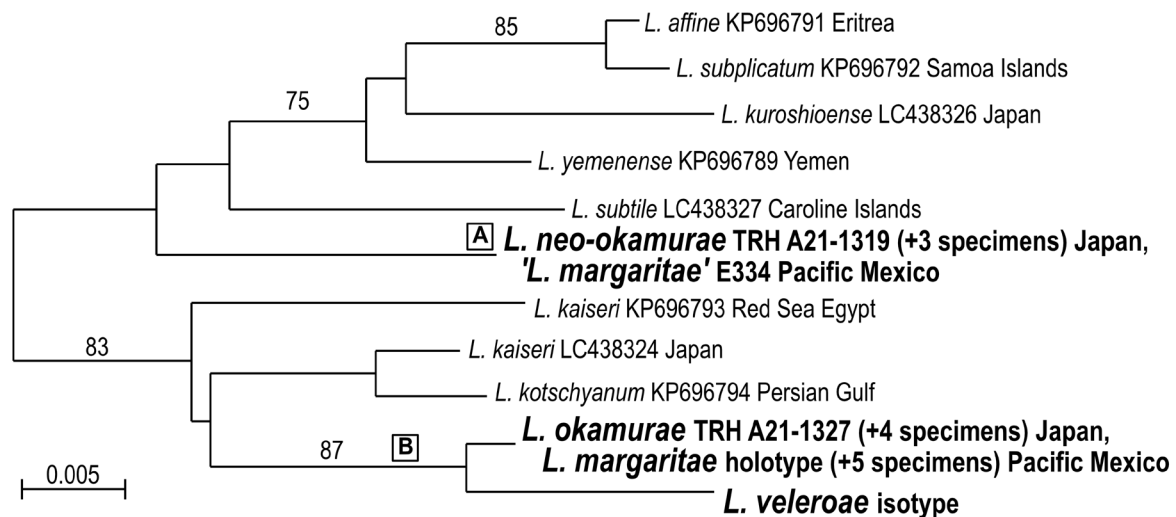 85
L. affine KP696791 Eritrea
L. subplicatum KP696792 Samoa Islands
75
L. kuroshioense LC438326 Japan
L. yemenense KP696789 Yemen
L. subtile LC438327 Caroline Islands
A L. neo-okamurae TRH A21-1319 (+3 specimens) Japan,
'L. margaritae' E334 Pacific Mexico
L. kaiseri KP696793 Red Sea Egypt
83
L. kaiseri LC438324 Japan
L. kotschyanum KP696794 Persian Gulf
87
B L. okamurae TRH A21-1327 (+4 specimens) Japan,
L. margaritae holotype (+5 specimens) Pacific Mexico
0.005
L. veleroae isotype